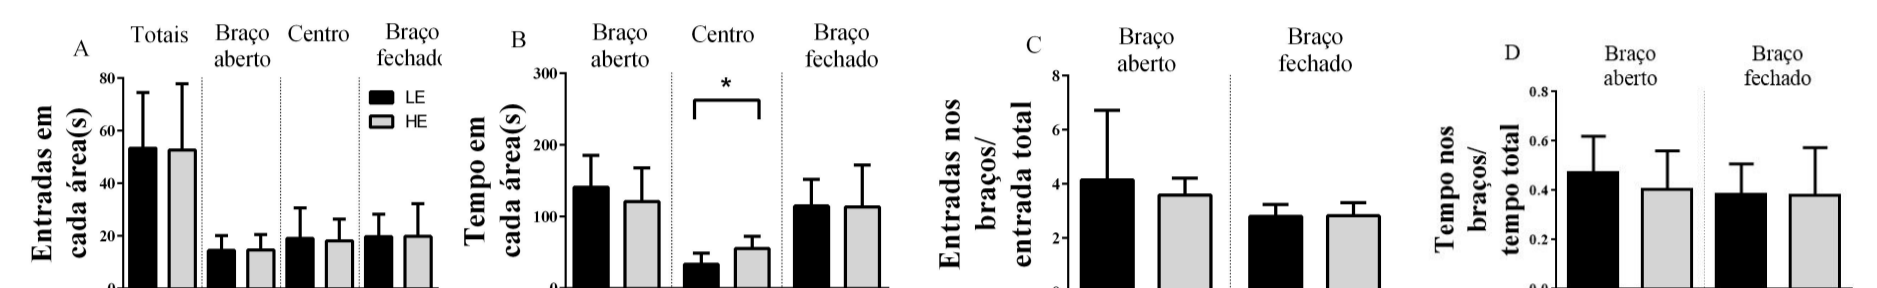 A
Totais
Braço
aberto
Centro
Braço
fechado
80
60
40
20
0
Entradas em
cada área(s)
LE
HE
B
Braço
aberto
Centro
Braço
fechado
300
200
100
0
Tempo em
cada área(s)
*
C
Braço
aberto
Braço
fechado
8
6
4
2
0
Entradas nos
braços/
entrada total
D
Braço
aberto
Braço
fechado
0.8
0.6
0.4
0.2
0.0
Tempo nos
braços/
tempo total